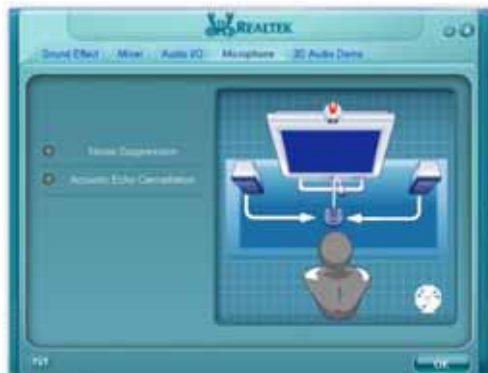 REALTEK
Sound Effect Mixer Audio I/O Microphone 3D Audio Demo
Noise Suppression
Acoustic Echo Cancellation
OK